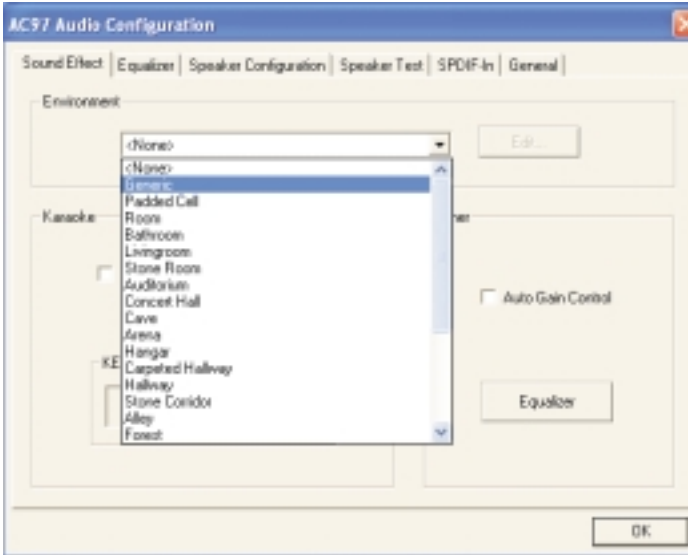 AC97 Audio Configuration
Sound Effect Equalizer Speaker Configuration Speaker Test SPDIF-In General
Environment
<None>
Edit...
<None>
Generic
Padded Cell
Room
Bathroom
Livingroom
Stone Room
Auditorium
Concert Hall
Cave
Arena
Hangar
Carpeted Hallway
Hallway
Stone Corridor
Alley
Forest
Karaoke
KE
Auto Gain Control
Equalizer
OK